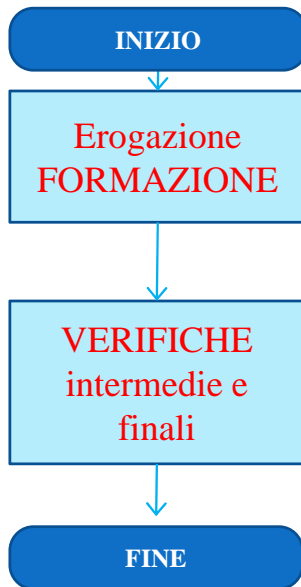 INIZIO
Erogazione
FORMAZIONE
VERIFICHE
intermedie e
finali
FINE